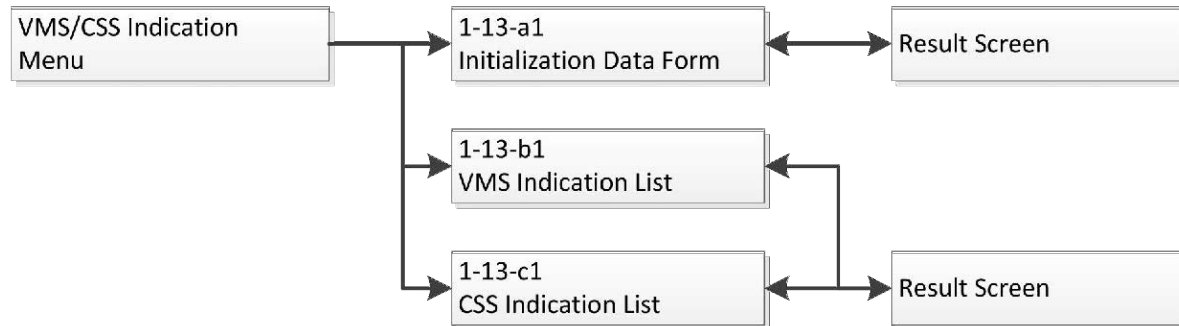 VMS/CSS Indication
Menu
1-13-a1
Initialization Data Form
Result Screen
1-13-b1
VMS Indication List
1-13-c1
CSS Indication List
Result Screen